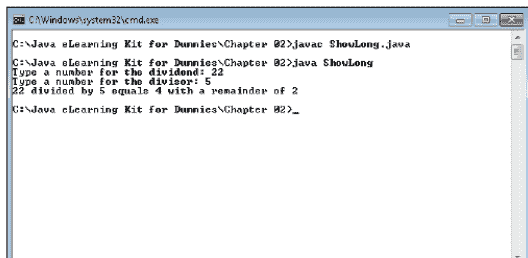 C:\Windows\system32\cmd.exe
C:\Java eLearning Kit for Dummies\Chapter 02>javac ShowLong.java
C:\Java eLearning Kit for Dummies\Chapter 02>java ShowLong
Type a number for the dividend: 22
Type a number for the divisor: 5
22 divided by 5 equals 4 with a remainder of 2
C:\Java eLearning Kit for Dummies\Chapter 02>_